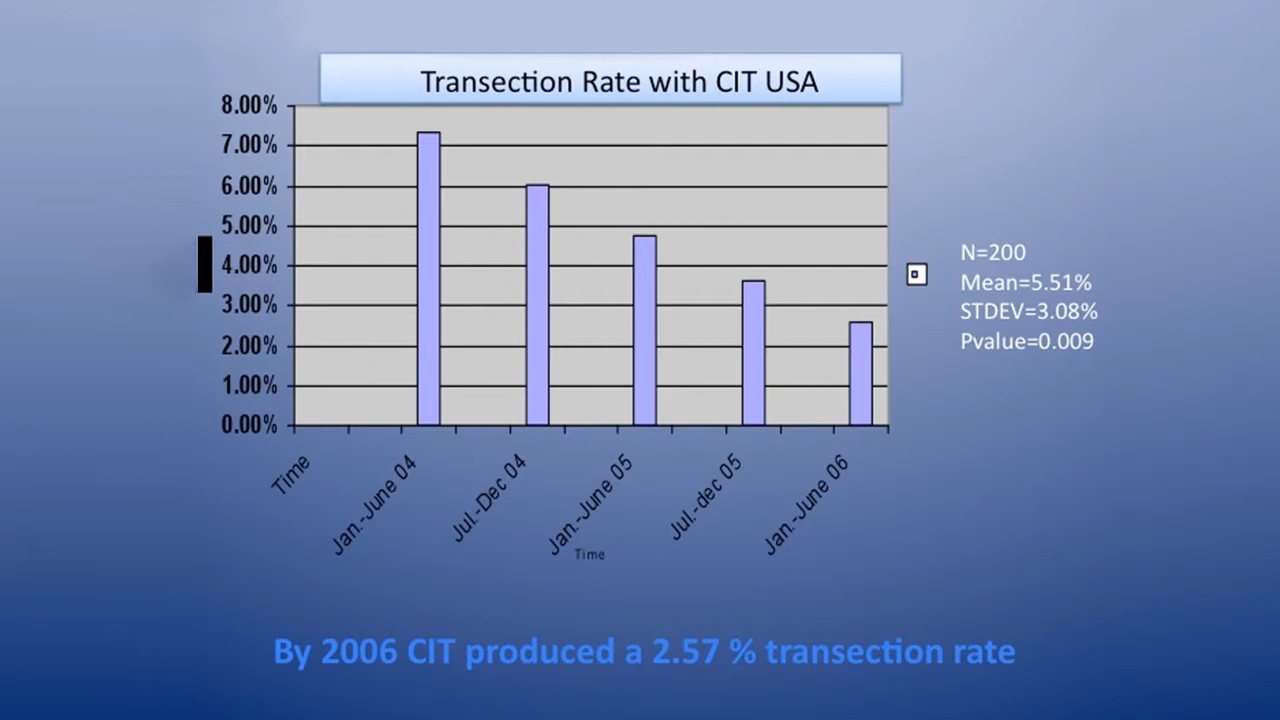 Transection Rate with CIT USA
8.00%
7.00%
6.00%
5.00%
4.00%
3.00%
2.00%
1.00%
0.00%
Time
Jan.-June 04
Jul.-Dec 04
Jan.-June 05
Jul.-dec 05
Jan.-June 06
Time
N=200
Mean=5.51%
STDEV=3.08%
Pvalue=0.009
By 2006 CIT produced a 2.57 % transection rate